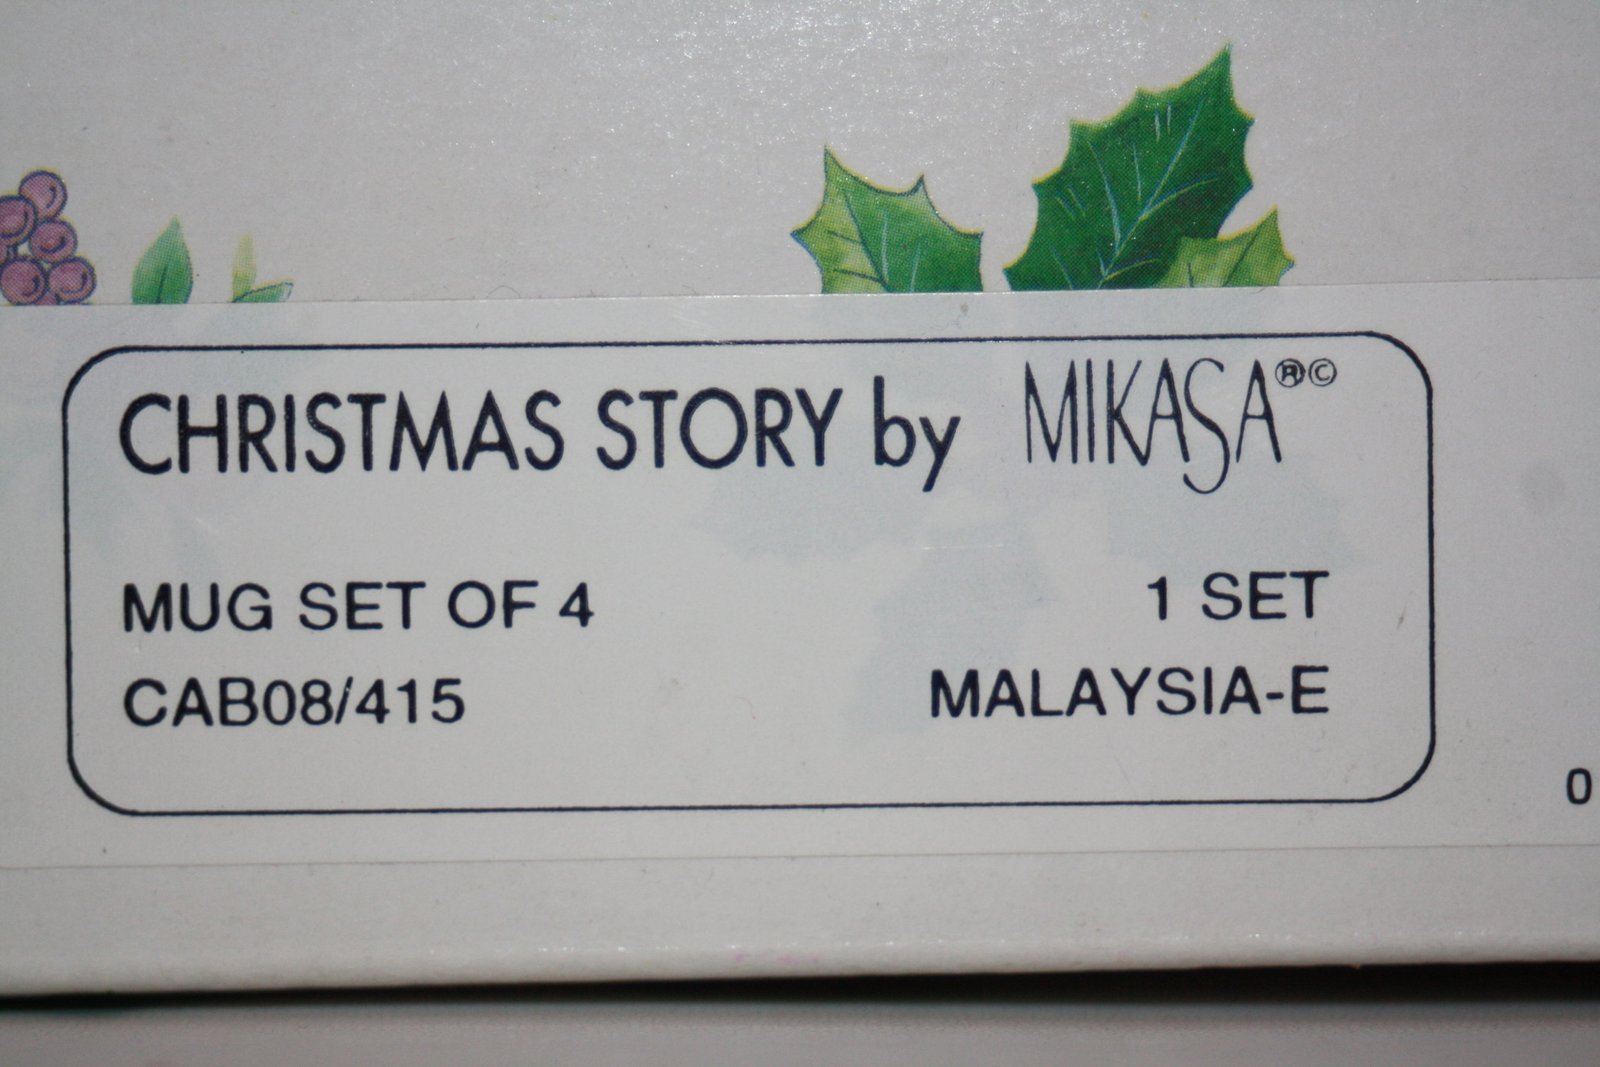 CHRISTMAS STORY by MIKASA®©
MUG SET OF 4 1 SET
CAB08/415 MALAYSIA-E
0